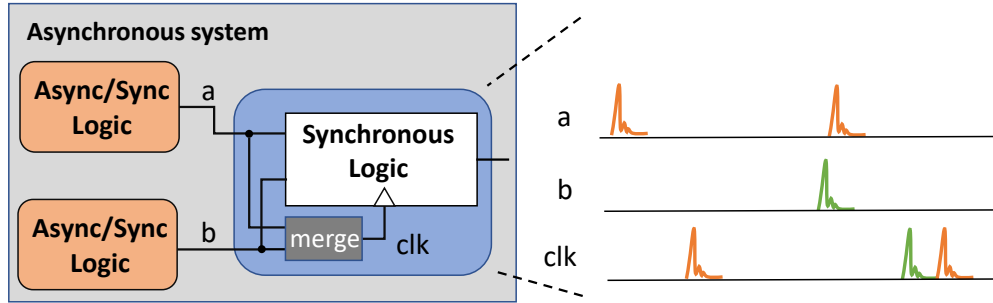 Asynchronous system
Async/Sync
Logic
a
Synchronous
Logic
Async/Sync
Logic
b
merge
clk
a
b
clk